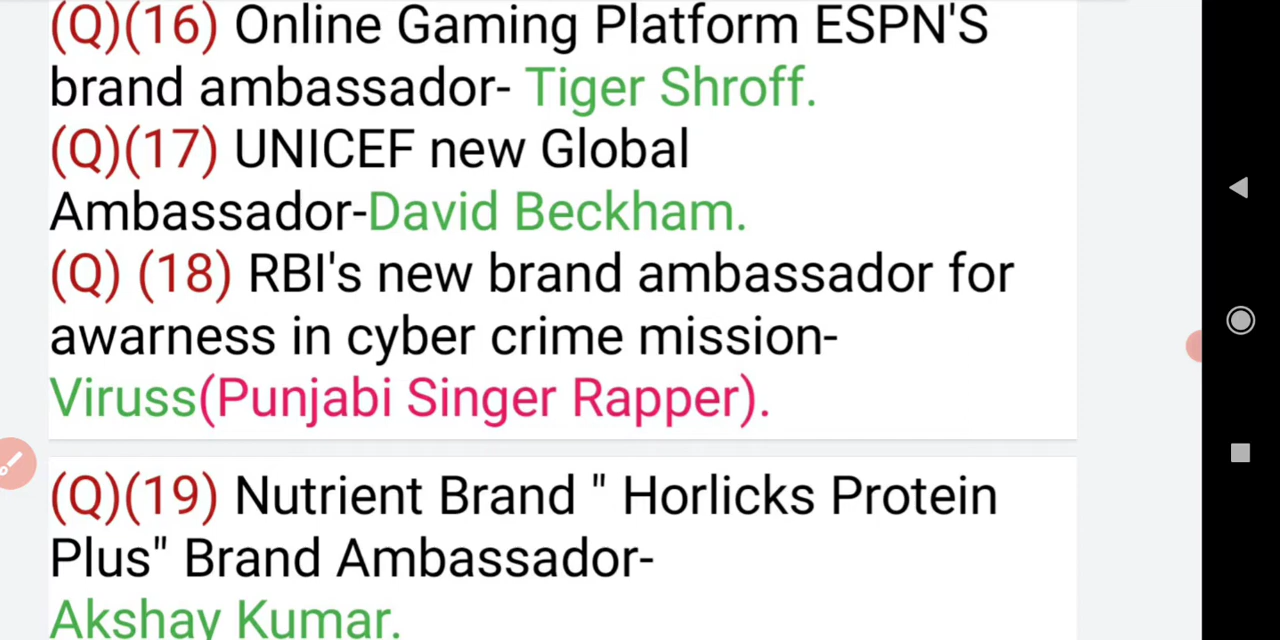 (Q)(16) Online Gaming Platform ESPN'S
brand ambassador- Tiger Shroff.
(Q)(17) UNICEF new Global
Ambassador-David Beckham.
(Q) (18) RBI's new brand ambassador for
awarness in cyber crime mission-
Viruss(Punjabi Singer Rapper).
(Q)(19) Nutrient Brand " Horlicks Protein
Plus" Brand Ambassador-
Akshay Kumar.